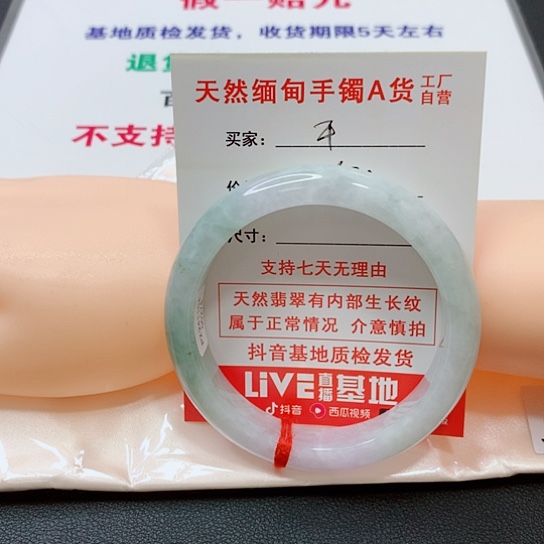 假一赔九
基地质检发货，收货期限5天左右
退货
不支持
天然缅甸手镯A货 工厂自营
买家：平
尺寸：
支持七天无理由
天然翡翠有内部生长纹
属于正常情况 介意慎拍
抖音基地质检发货
LiVE直播基地
抖音 西瓜视频